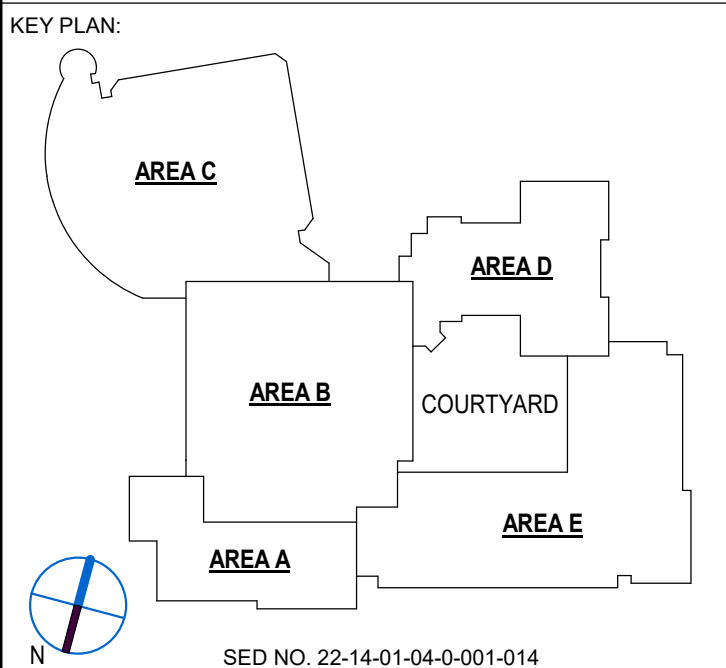 KEY PLAN:
AREA C
AREA D
AREA B
COURTYARD
AREA E
AREA A
N
SED NO. 22-14-01-04-0-001-014